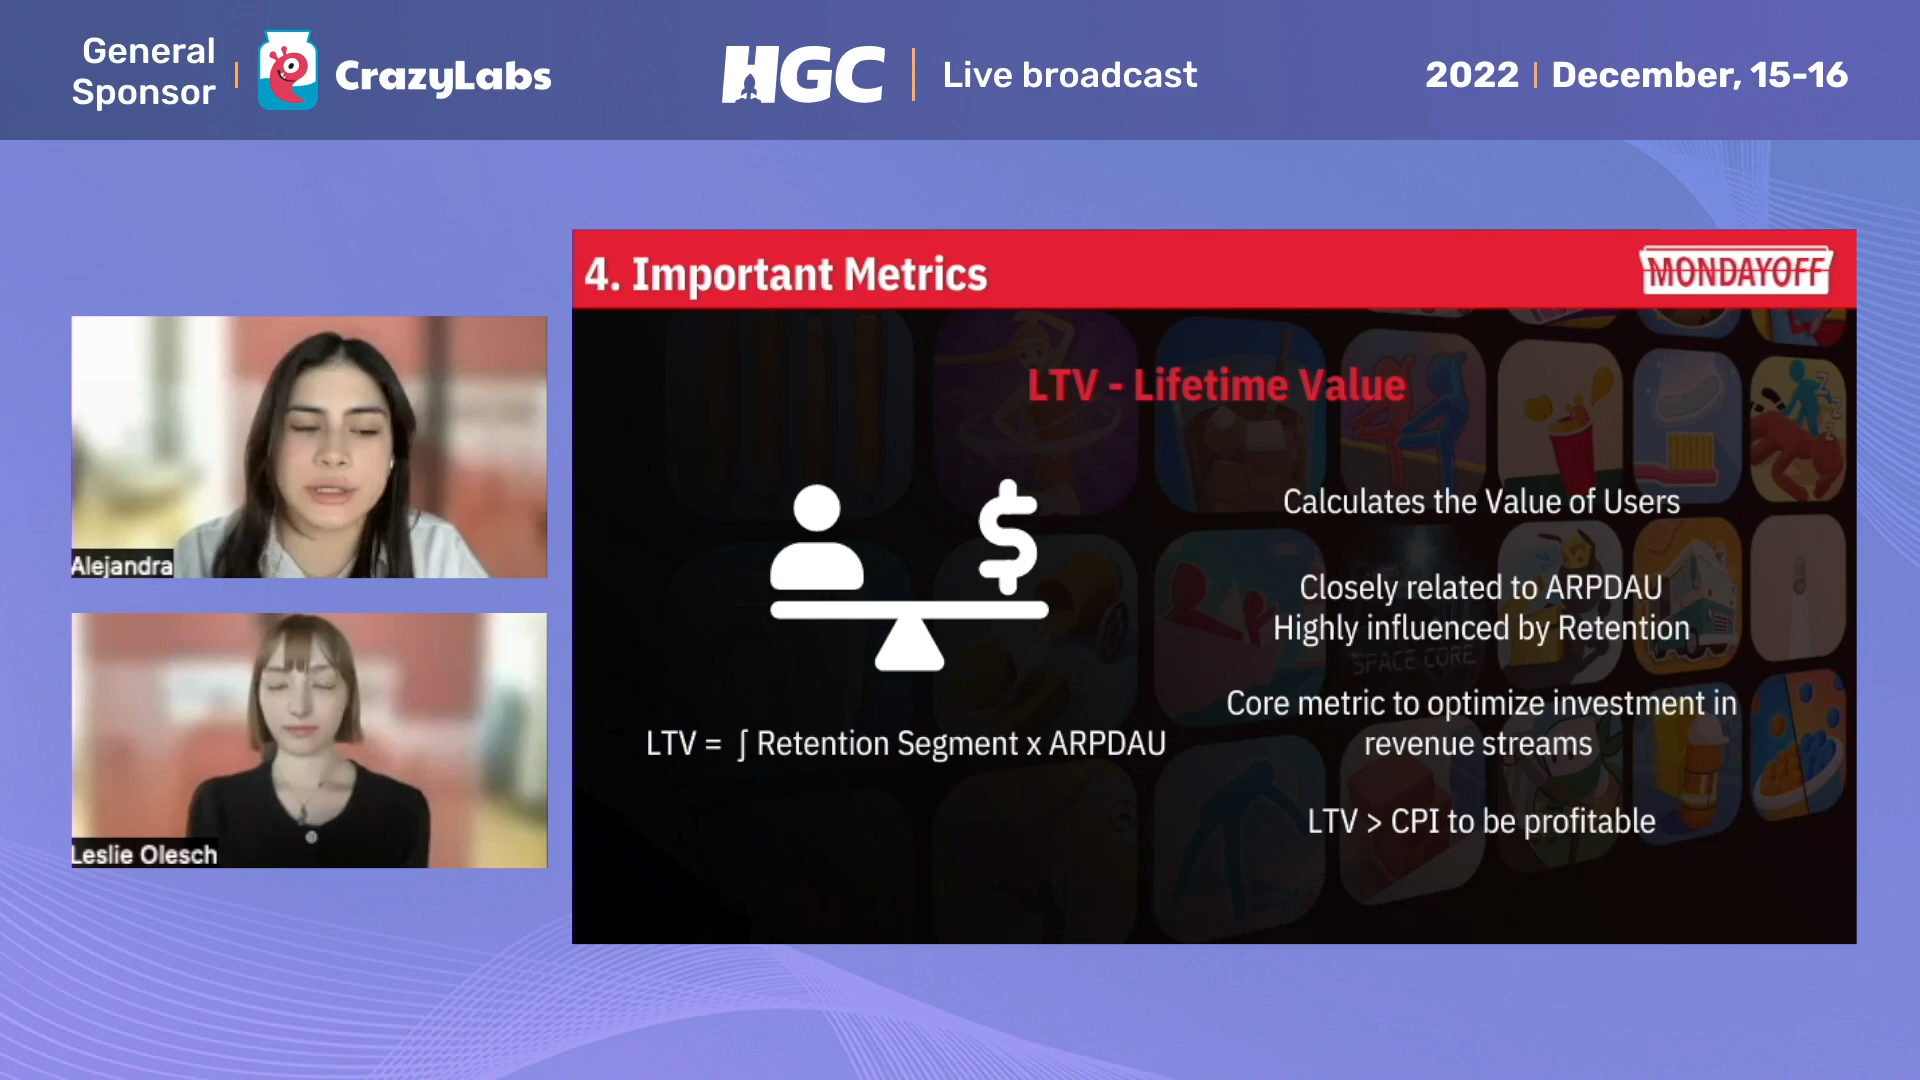 General
Sponsor
CrazyLabs
HGC
Live broadcast
2022
December, 15-16
4. Important Metrics
MONDAYOFF
LTV - Lifetime Value
Calculates the Value of Users
Closely related to ARPDAU
Highly influenced by Retention
SPACE CORE
Core metric to optimize investment in
revenue streams
LTV = ∫ Retention Segment x ARPDAU
LTV > CPI to be profitable
Alejandra
Leslie Olesch